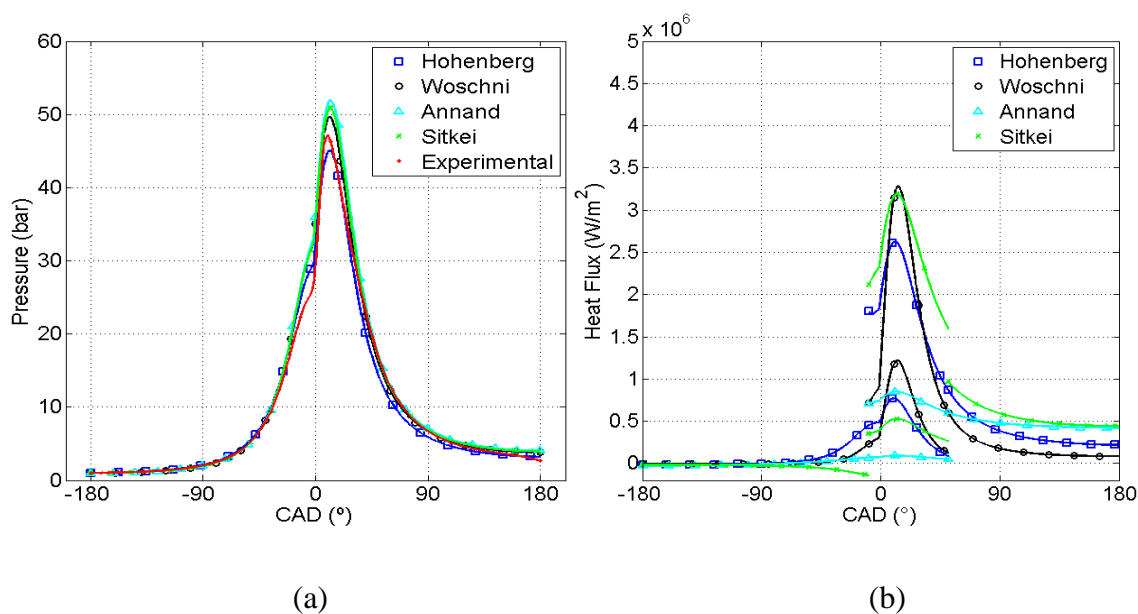 60
50
40
30
20
10
0
-180
-90
0
90
180
CAD (º)
Pressure (bar)
Hohenberg
Woschni
Annand
Sitkei
Experimental
(a)
x 10^6
5
4.5
4
3.5
3
2.5
2
1.5
1
0.5
0
-180
-90
0
90
180
CAD (°)
Heat Flux (W/m²)
Hohenberg
Woschni
Annand
Sitkei
(b)